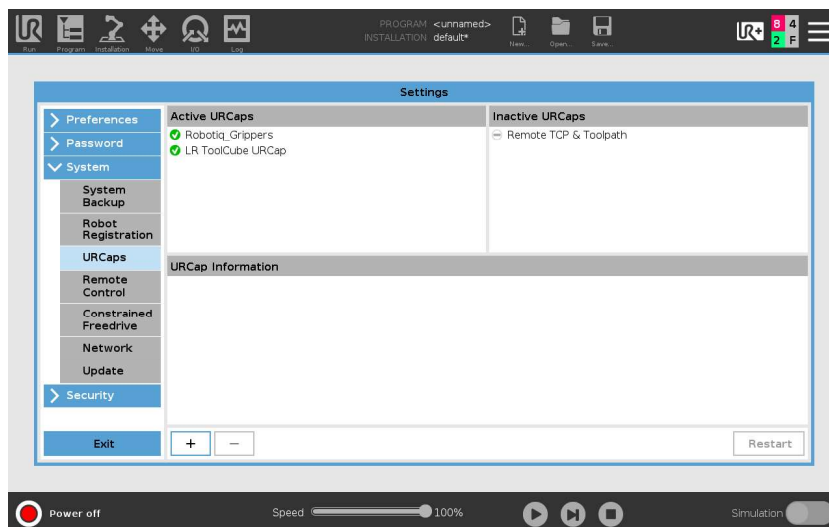 UR
PROGRAM <unnamed>
INSTALLATION default*
Run
Program
Installation
Move
I/O
Log
New...
Open...
Save...
UR+
8 4
2 F
Settings
Preferences
Password
System
System
Backup
Robot
Registration
URCaps
Remote
Control
Constrained
Freedrive
Network
Update
Security
Exit
Active URCaps
Robotiq_Grippers
LR ToolCube URCap
Inactive URCaps
Remote TCP & Toolpath
URCap Information
+
−
Restart
Power off
Speed
100%
Simulation